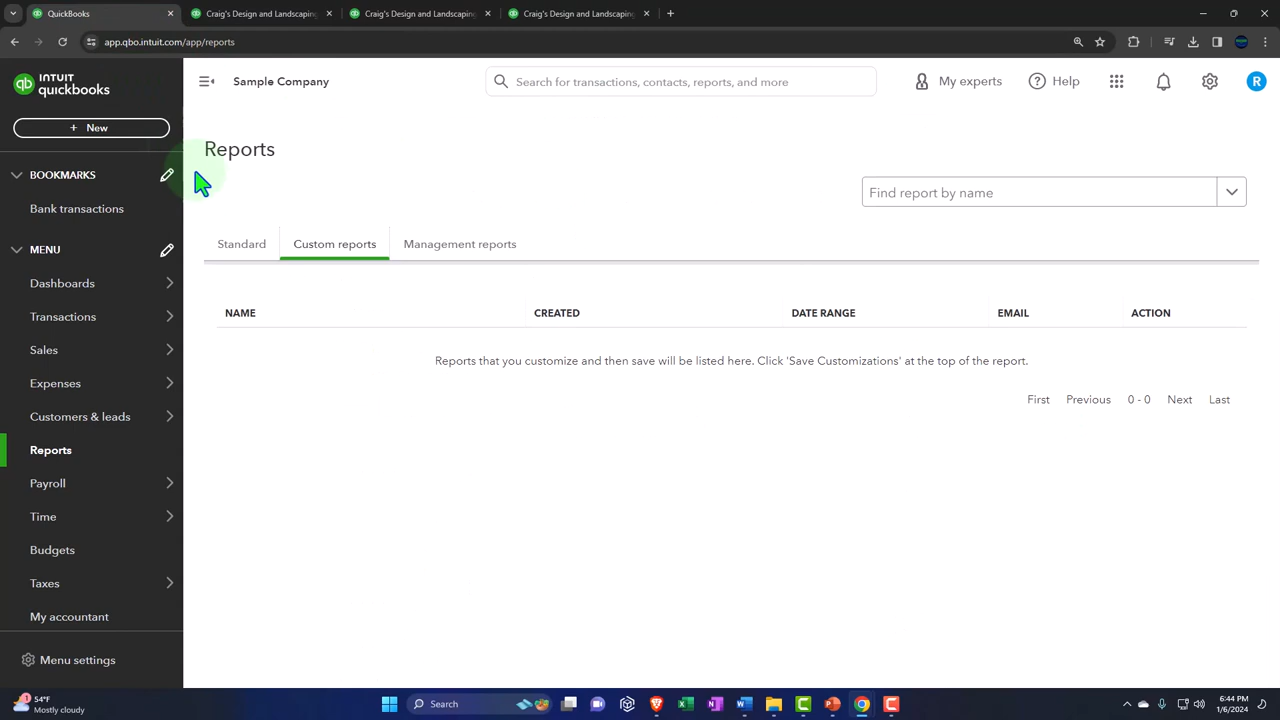 QuickBooks
Craig's Design and Landscaping
Craig's Design and Landscaping
Craig's Design and Landscaping
app.qbo.intuit.com/app/reports
qb
INTUIT
quickbooks
Sample Company
Search for transactions, contacts, reports, and more
My experts
Help
R
+ New
Reports
BOOKMARKS
Find report by name
Bank transactions
Standard
Custom reports
Management reports
MENU
Dashboards
NAME
CREATED
DATE RANGE
EMAIL
ACTION
Transactions
Sales
Reports that you customize and then save will be listed here. Click 'Save Customizations' at the top of the report.
Expenses
First
Previous
0 - 0
Next
Last
Customers & leads
Reports
Payroll
Time
Budgets
Taxes
My accountant
Menu settings
1
54°F
Mostly cloudy
Search
6:44 PM
1/6/2024